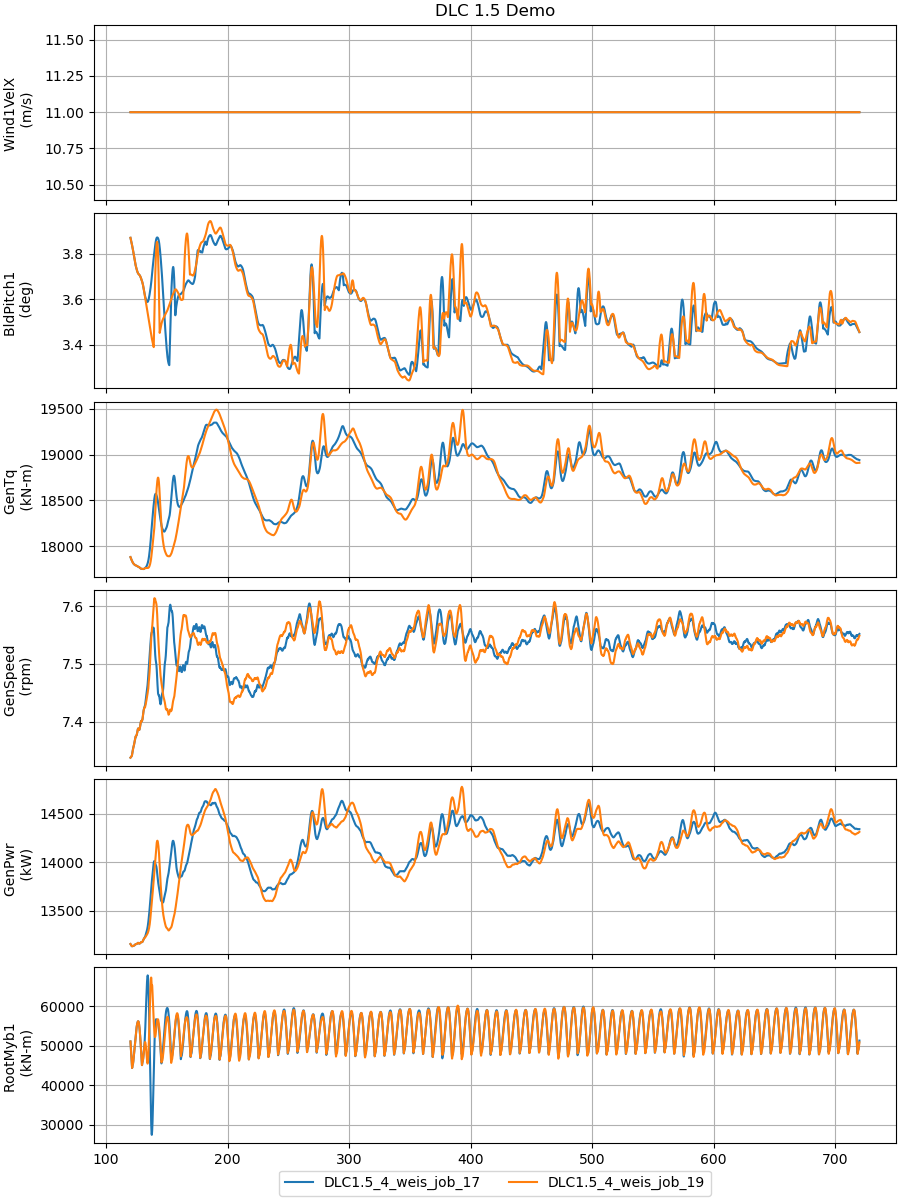 DLC 1.5 Demo
Wind1VelX
(m/s)
11.50
11.25
11.00
10.75
10.50
BldPitch1
(deg)
3.8
3.6
3.4
GenTq
(kN-m)
19500
19000
18500
18000
GenSpeed
(rpm)
7.6
7.5
7.4
GenPwr
(kW)
14500
14000
13500
RootMyb1
(kN-m)
60000
50000
40000
30000
100 200 300 400 500 600 700
DLC1.5_4_weis_job_17 DLC1.5_4_weis_job_19